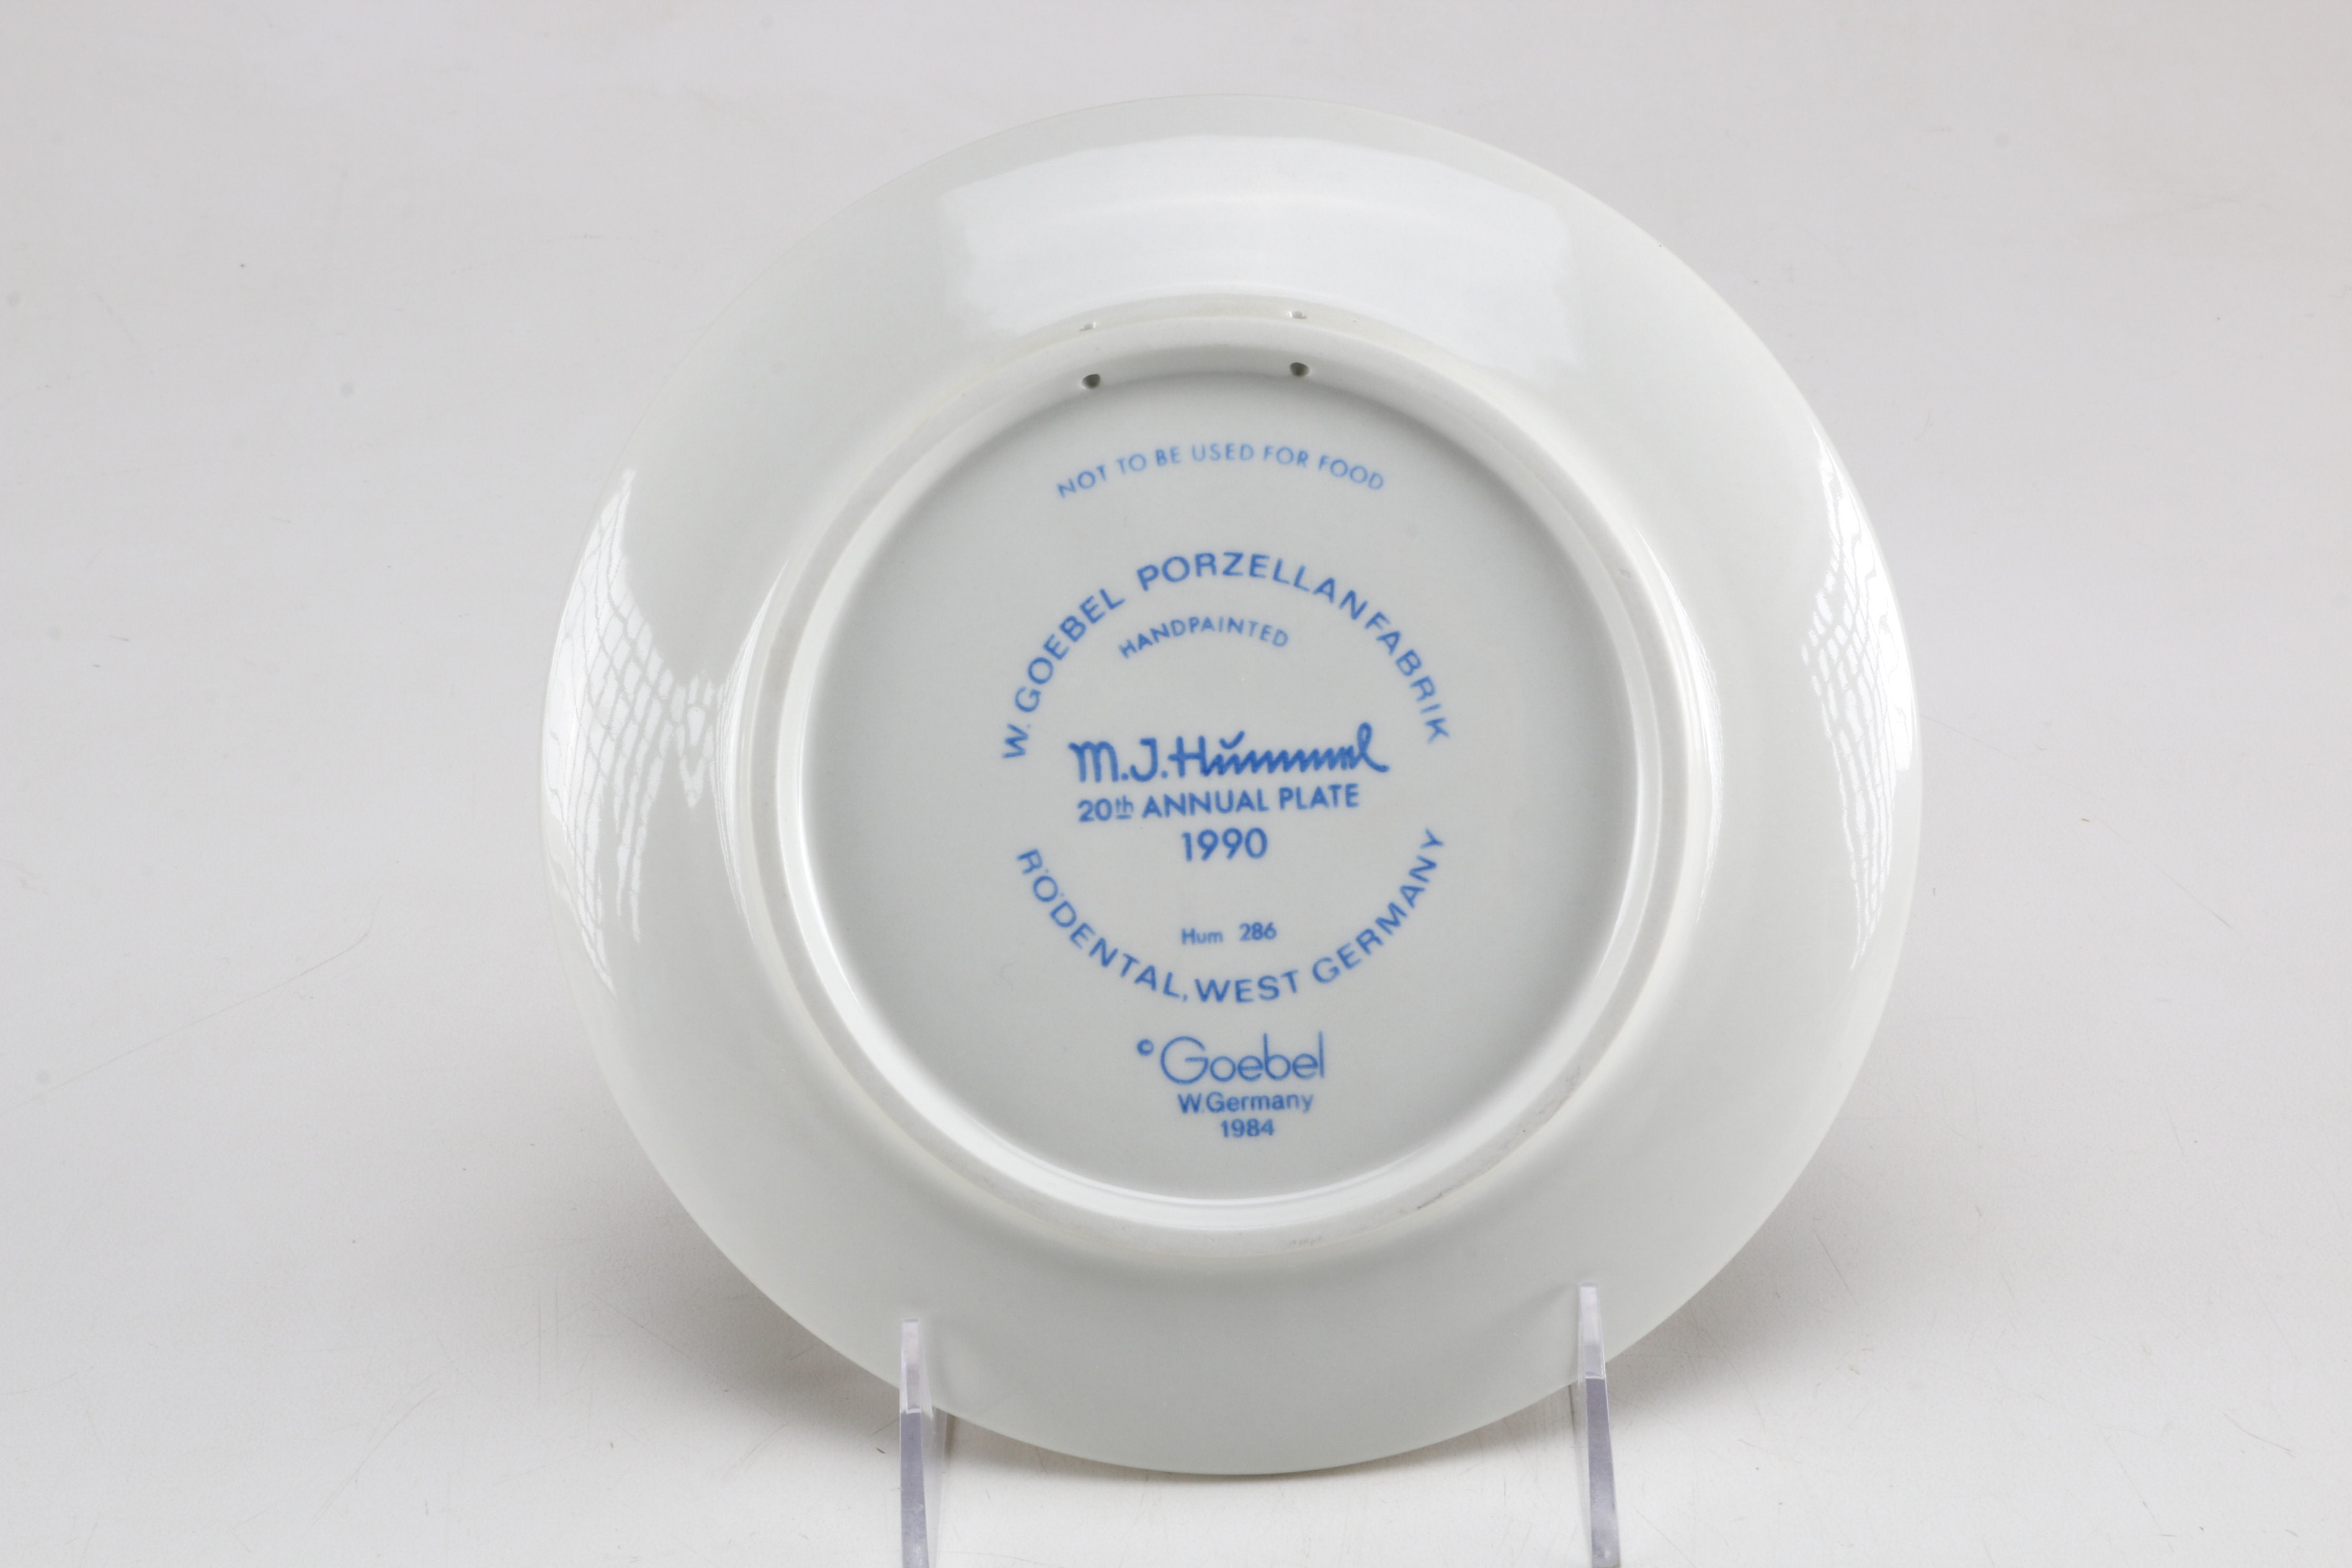 NOT TO BE USED FOR FOOD
W. GOEBEL PORZELLANFABRIK
HANDPAINTED
M.J.Hummel
20th ANNUAL PLATE
1990
Hum 286
RÖDENTAL, WEST GERMANY
© Goebel
W.Germany
1984